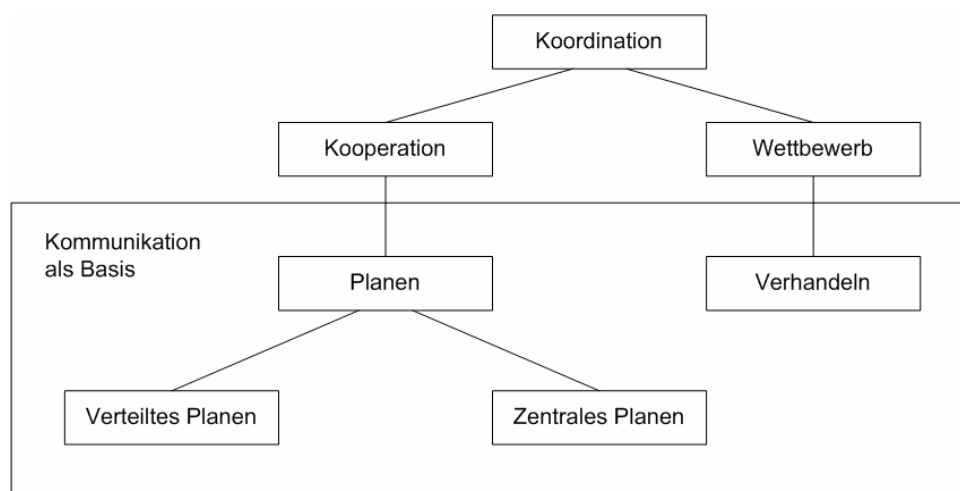 Koordination
Kooperation
Wettbewerb
Kommunikation
als Basis
Planen
Verhandeln
Verteiltes Planen
Zentrales Planen